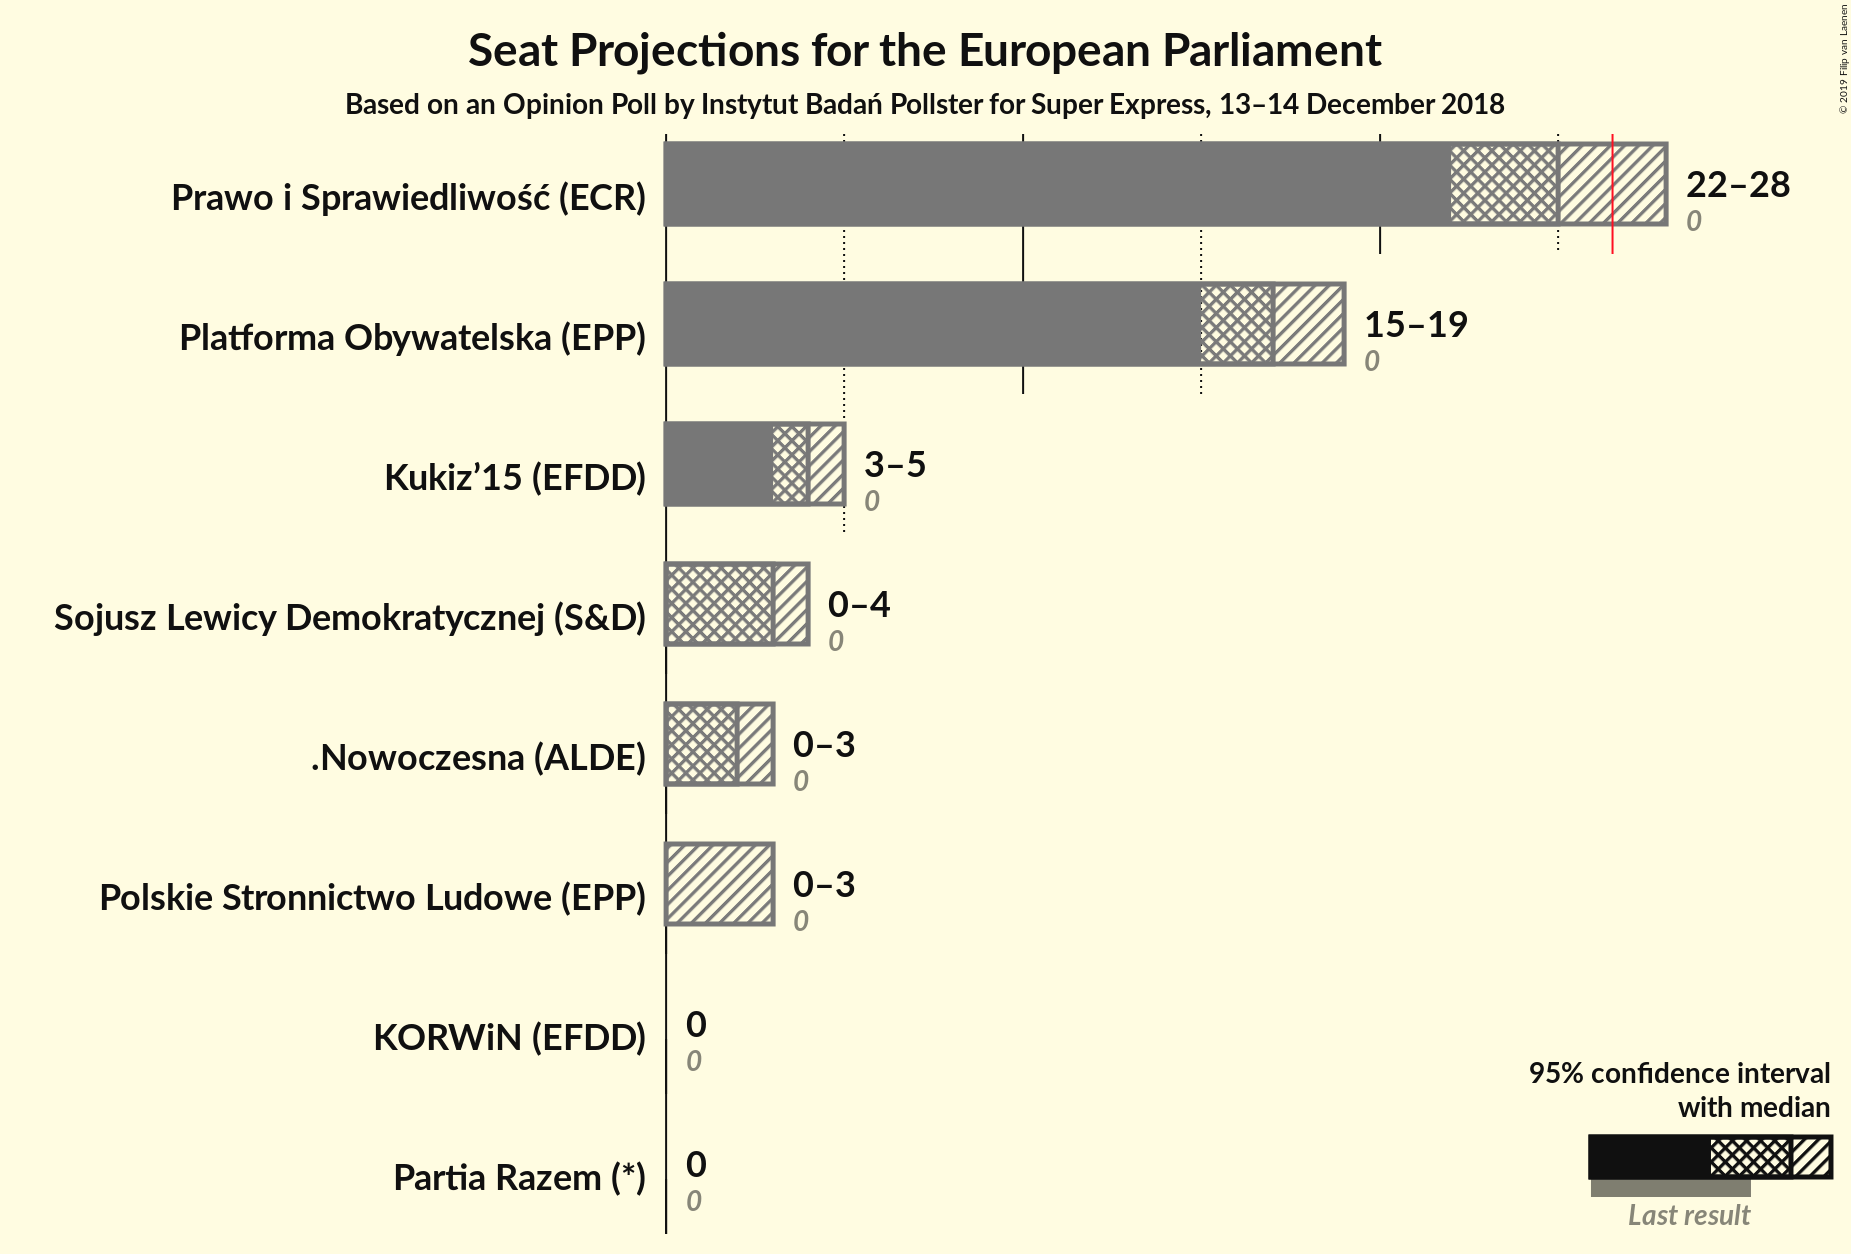 Seat Projections for the European Parliament
Based on an Opinion Poll by Instytut Badań Pollster for Super Express, 13–14 December 2018
© 2019 Filip van Laenen
Prawo i Sprawiedliwość (ECR)
22–28
0
Platforma Obywatelska (EPP)
15–19
0
Kukiz’15 (EFDD)
3–5
0
Sojusz Lewicy Demokratycznej (S&D)
0–4
0
.Nowoczesna (ALDE)
0–3
0
Polskie Stronnictwo Ludowe (EPP)
0–3
0
KORWiN (EFDD)
0
0
Partia Razem (*)
0
0
95% confidence interval
with median
Last result